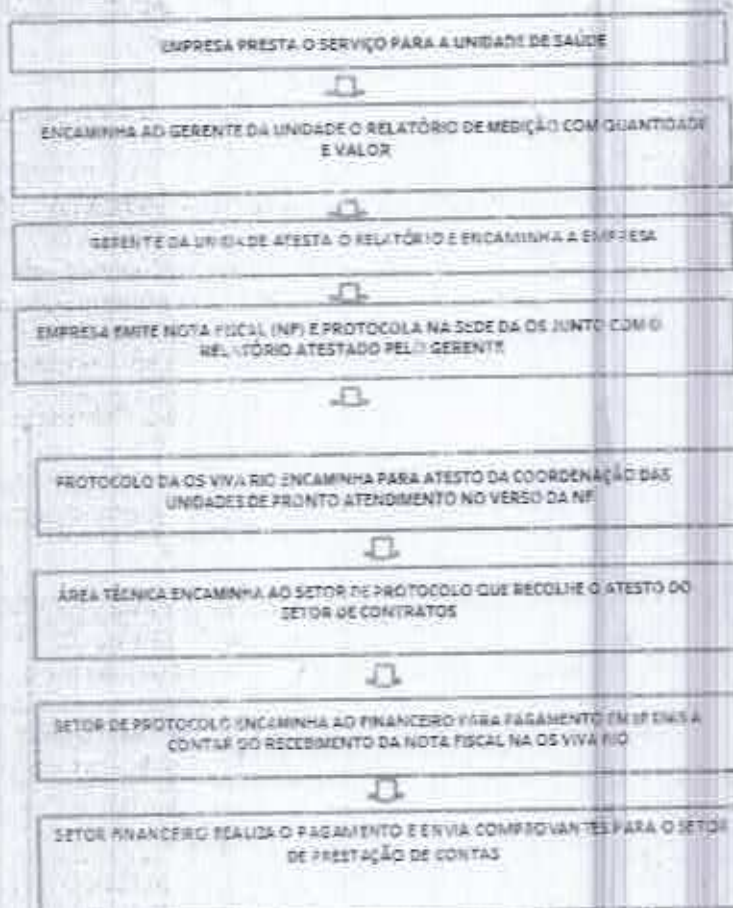 EMPRESA PRESTA O SERVIÇO PARA A UNIDADE DE SAÚDE
ENCAMINHA AO GERENTE DA UNIDADE O RELATÓRIO DE MEDIÇÃO COM QUANTIDADE
E VALOR
GERENTE DA UNIDADE ATESTA O RELATÓRIO E ENCAMINHA A EMPRESA
EMPRESA EMITE NOTA FISCAL (NF) E PROTOCOLA NA SEDE DA OS JUNTO COM O
RELATÓRIO ATESTADO PELO GERENTE
PROTOCOLO DA OS VIVA RIO ENCAMINHA PARA ATESTO DA COORDENAÇÃO DAS
UNIDADES DE PRONTO ATENDIMENTO NO VERSO DA NF
ÁREA TÉCNICA ENCAMINHA AO SETOR DE PROTOCOLO QUE RECOLHE O ATESTO DO
SETOR DE CONTRATOS
SETOR DE PROTOCOLO ENCAMINHA AO FINANCEIRO PARA PAGAMENTO EM DIAS A
CONTAR DO RECEBIMENTO DA NOTA FISCAL NA OS VIVA RIO
SETOR FINANCEIRO REALIZA O PAGAMENTO E ENVIA COMPROVANTES PARA O SETOR
DE PRESTAÇÃO DE CONTAS